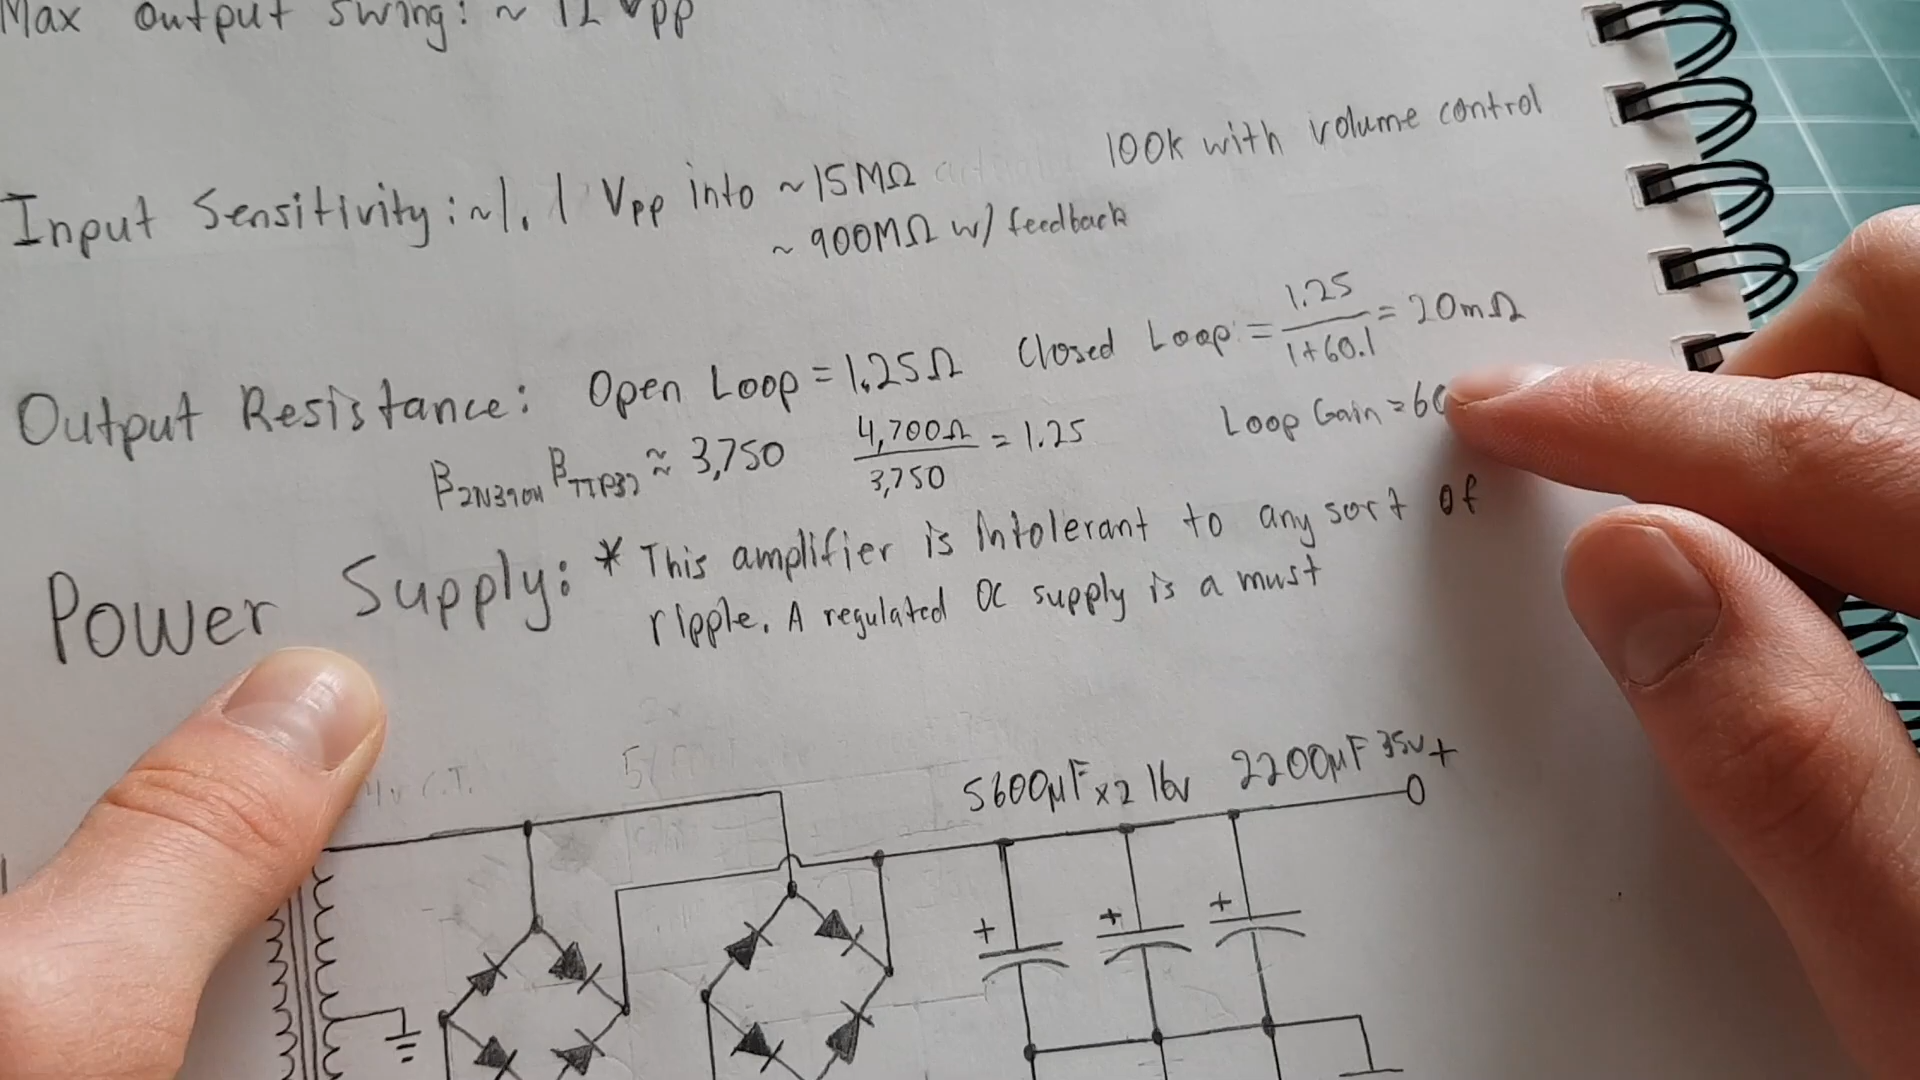 Max Output Swing: ~ 12 Vpp
100k with volume control
Input Sensitivity: ~1.1 Vpp into ~15MΩ
~ 900MΩ w/ feedback
Output Resistance: Open Loop = 1.25Ω Closed Loop: = 1.25 / 1+60.1 = 20mΩ
β2N3904 βTIP32 ≈ 3,750 4,700Ω / 3,750 = 1.25 Loop Gain = 60
Power Supply: * This amplifier is intolerant to any sort of
ripple. A regulated DC supply is a must
5600µF x2 16v 2200µF 35v +
+ + +